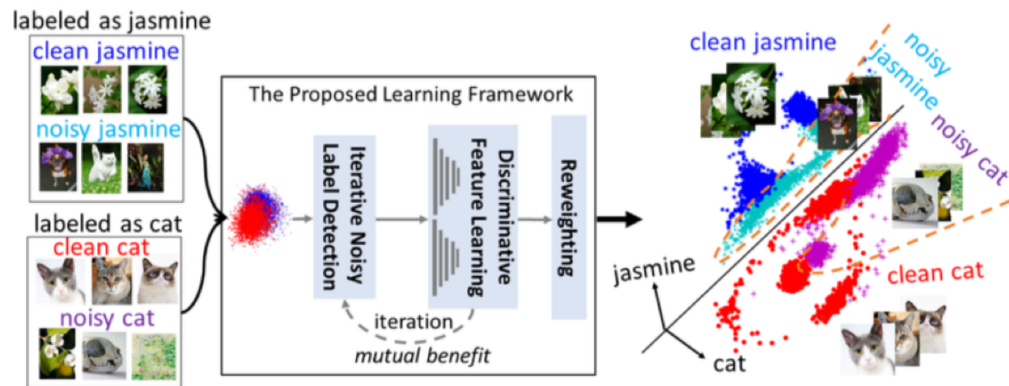 labeled as jasmine
clean jasmine
noisy jasmine
labeled as cat
clean cat
noisy cat
The Proposed Learning Framework
Iterative Noisy
Label Detection
Discriminative
Feature Learning
Reweighting
iteration
mutual benefit
clean jasmine
noisy
jasmine
noisy cat
clean cat
jasmine
cat